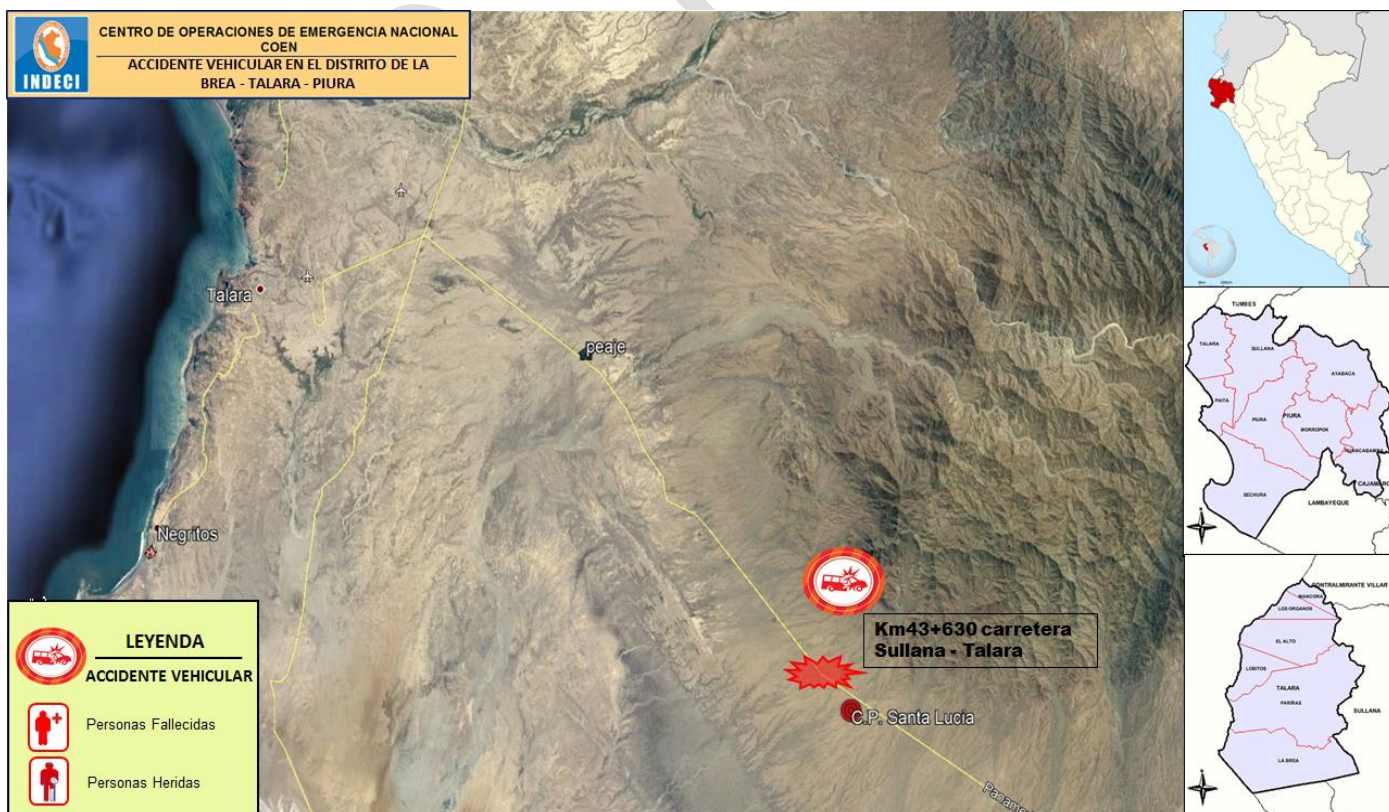 CENTRO DE OPERACIONES DE EMERGENCIA NACIONAL
COEN
ACCIDENTE VEHICULAR EN EL DISTRITO DE LA
BREA - TALARA - PIURA
INDECI
Talara
peaje
Negritos
Km43+630 carretera
Sullana - Talara
C.P. Santa Lucia
LEYENDA
ACCIDENTE VEHICULAR
Personas Fallecidas
Personas Heridas
TUMBES
TALARA
SULLANA
AYABACA
PAITA
PIURA
PIURA
MORROPON
HUANCABAMBA
SECHURA
LAMBAYEQUE
CONTRALMIRANTE VILLAR
MANCORA
LOS ORGANOS
EL ALTO
LOBITOS
TALARA
PARIÑAS
SULLANA
LA BREA